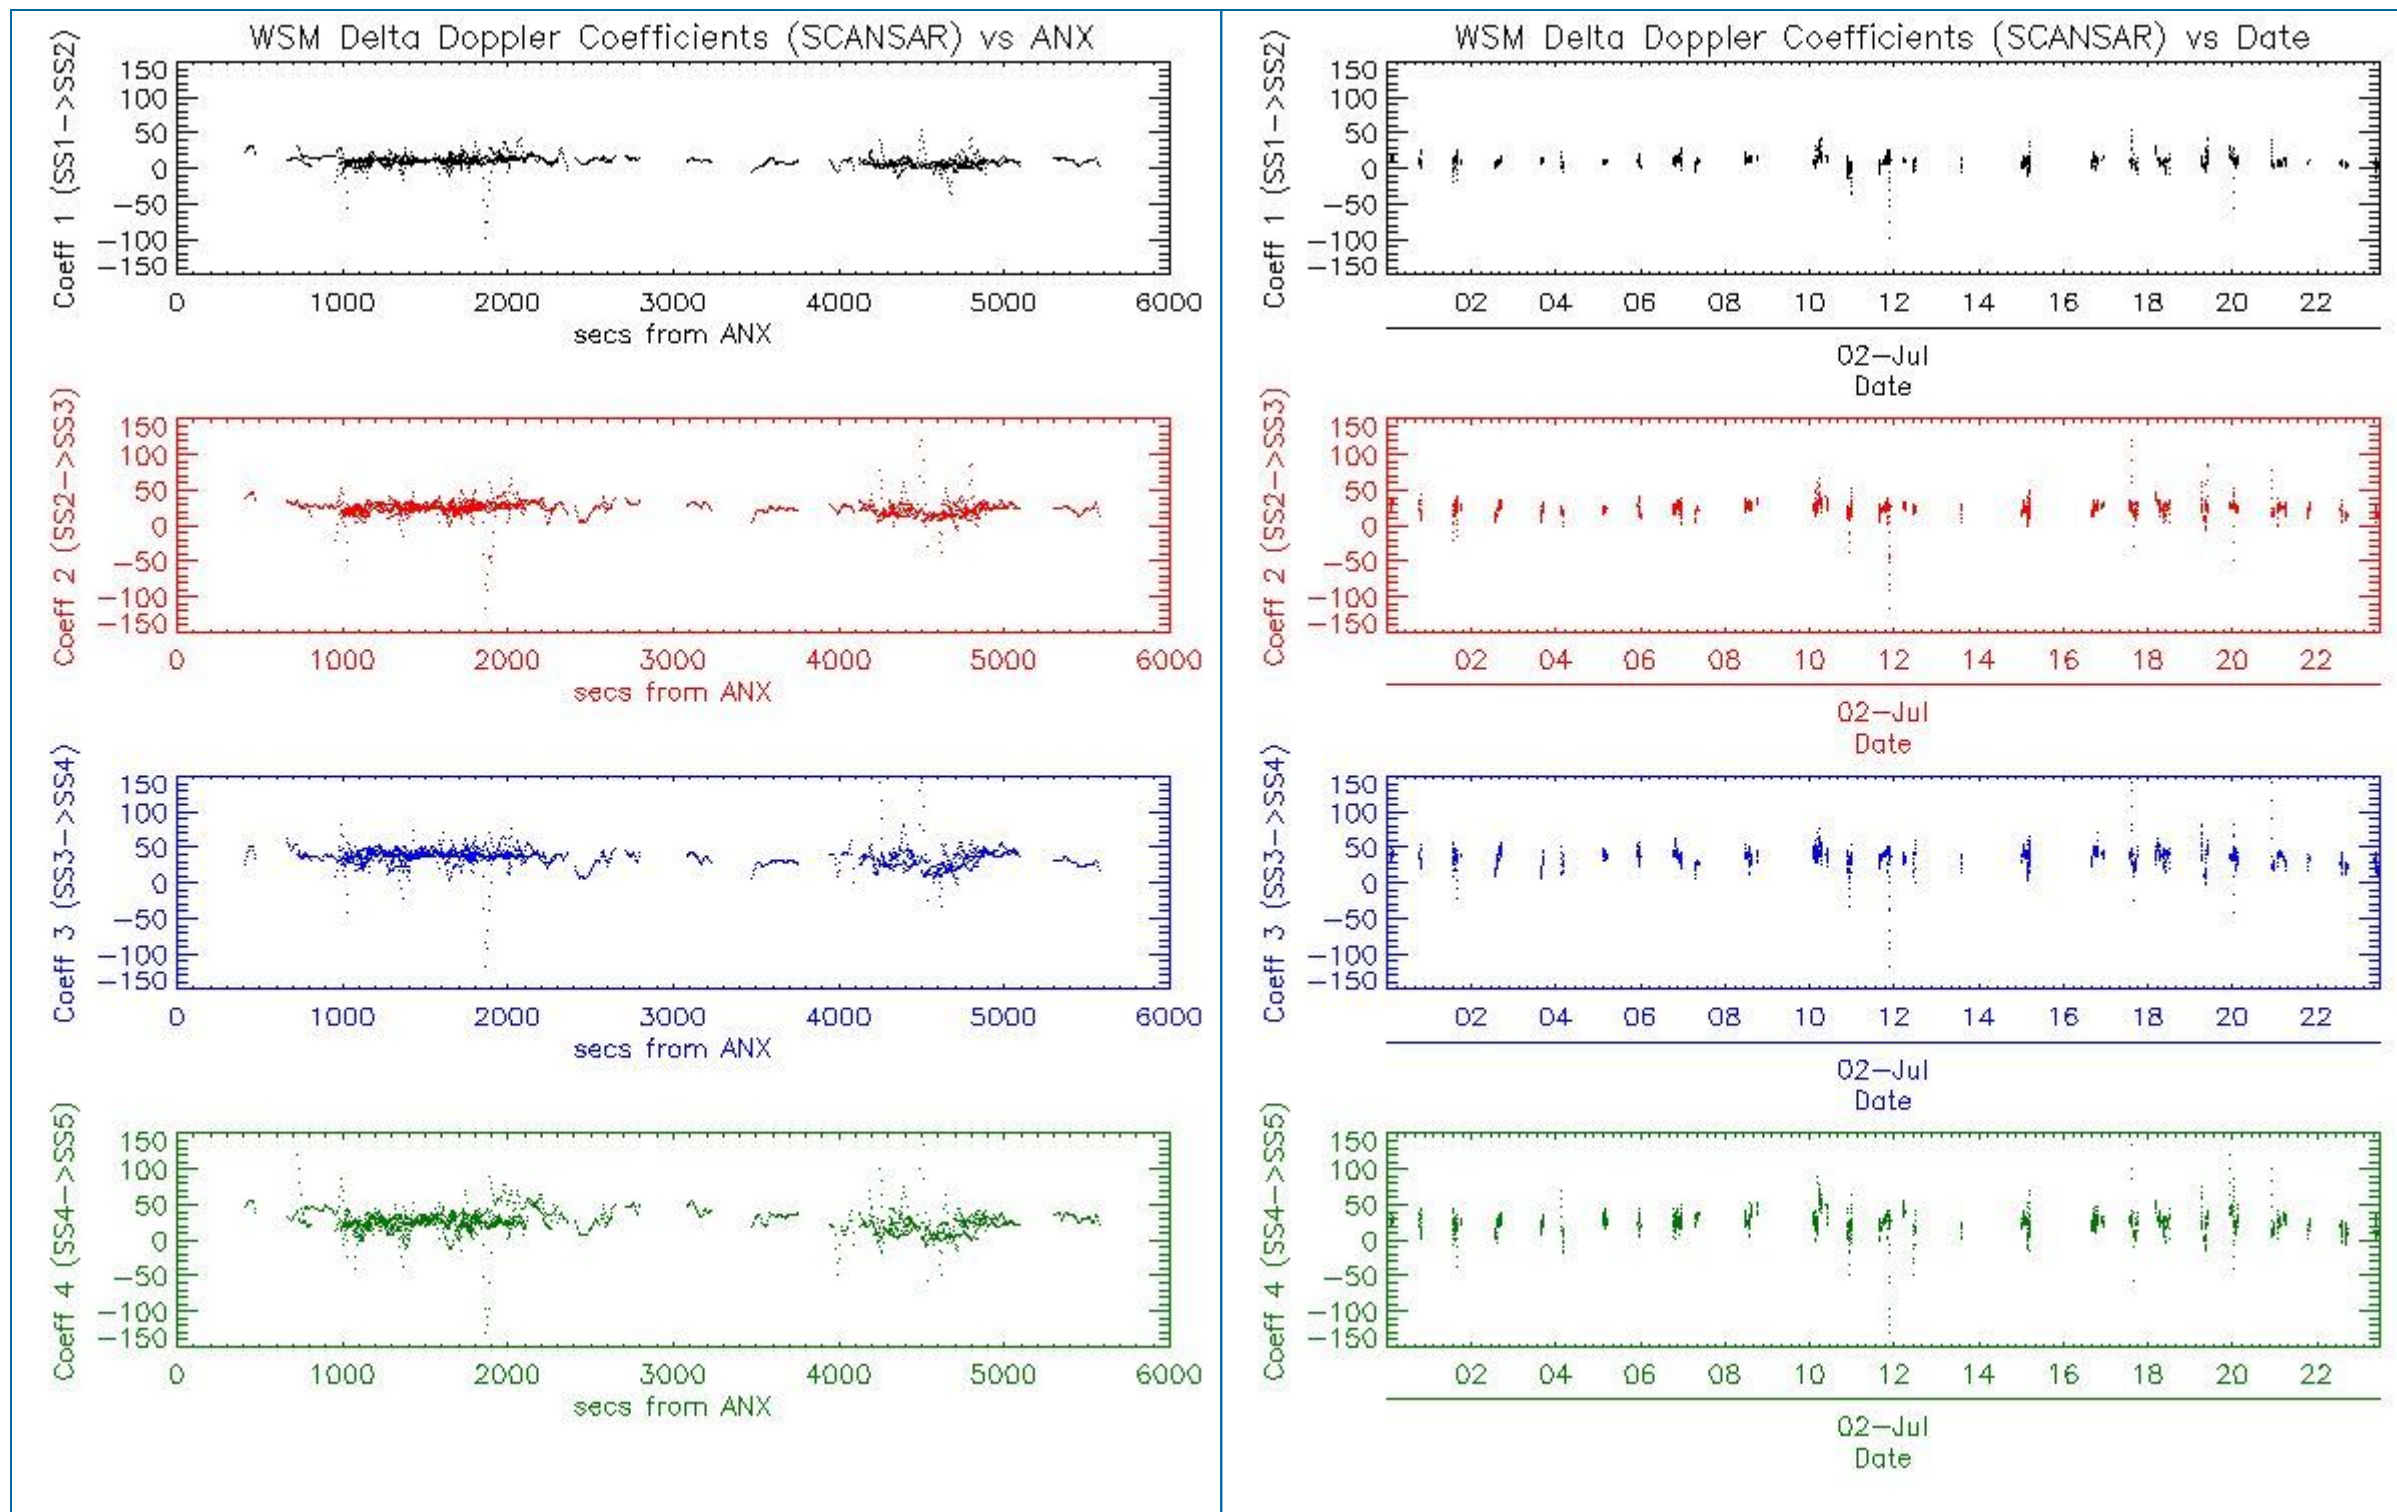 WSM Delta Doppler Coefficients (SCANSAR) vs ANX
Coeff 1 (SS1->SS2)
150
100
50
0
-50
-100
-150
0 1000 2000 3000 4000 5000 6000
secs from ANX
Coeff 2 (SS2->SS3)
150
100
50
0
-50
-100
-150
0 1000 2000 3000 4000 5000 6000
secs from ANX
Coeff 3 (SS3->SS4)
150
100
50
0
-50
-100
-150
0 1000 2000 3000 4000 5000 6000
secs from ANX
Coeff 4 (SS4->SS5)
150
100
50
0
-50
-100
-150
0 1000 2000 3000 4000 5000 6000
secs from ANX
WSM Delta Doppler Coefficients (SCANSAR) vs Date
Coeff 1 (SS1->SS2)
150
100
50
0
-50
-100
-150
02 04 06 08 10 12 14 16 18 20 22
02-Jul
Date
Coeff 2 (SS2->SS3)
150
100
50
0
-50
-100
-150
02 04 06 08 10 12 14 16 18 20 22
02-Jul
Date
Coeff 3 (SS3->SS4)
150
100
50
0
-50
-100
-150
02 04 06 08 10 12 14 16 18 20 22
02-Jul
Date
Coeff 4 (SS4->SS5)
150
100
50
0
-50
-100
-150
02 04 06 08 10 12 14 16 18 20 22
02-Jul
Date